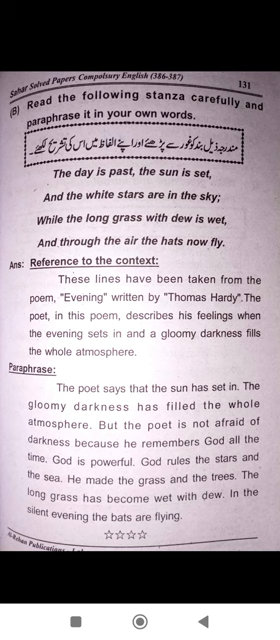 Sahar Solved Papers Compolsury English (386-387)
131
(B) Read the following stanza carefully and
paraphrase it in your own words.
مندرجہ ذیل بند کو غور سے پڑھئے اور اپنے الفاظ میں اس کی تشریح لکھئے۔
The day is past, the sun is set,
And the white stars are in the sky;
While the long grass with dew is wet,
And through the air the hats now fly.
Ans: Reference to the context:
These lines have been taken from the
poem, "Evening" written by "Thomas Hardy". The
poet, in this poem, describes his feelings when
the evening sets in and a gloomy darkness fills
the whole atmosphere.
Paraphrase:
The poet says that the sun has set in. The
gloomy darkness has filled the whole
atmosphere. But the poet is not afraid of
darkness because he remembers God all the
time. God is powerful. God rules the stars and
the sea. He made the grass and the trees. The
long grass has become wet with dew. In the
silent evening the bats are flying.
☆☆☆☆
Rehan Publications